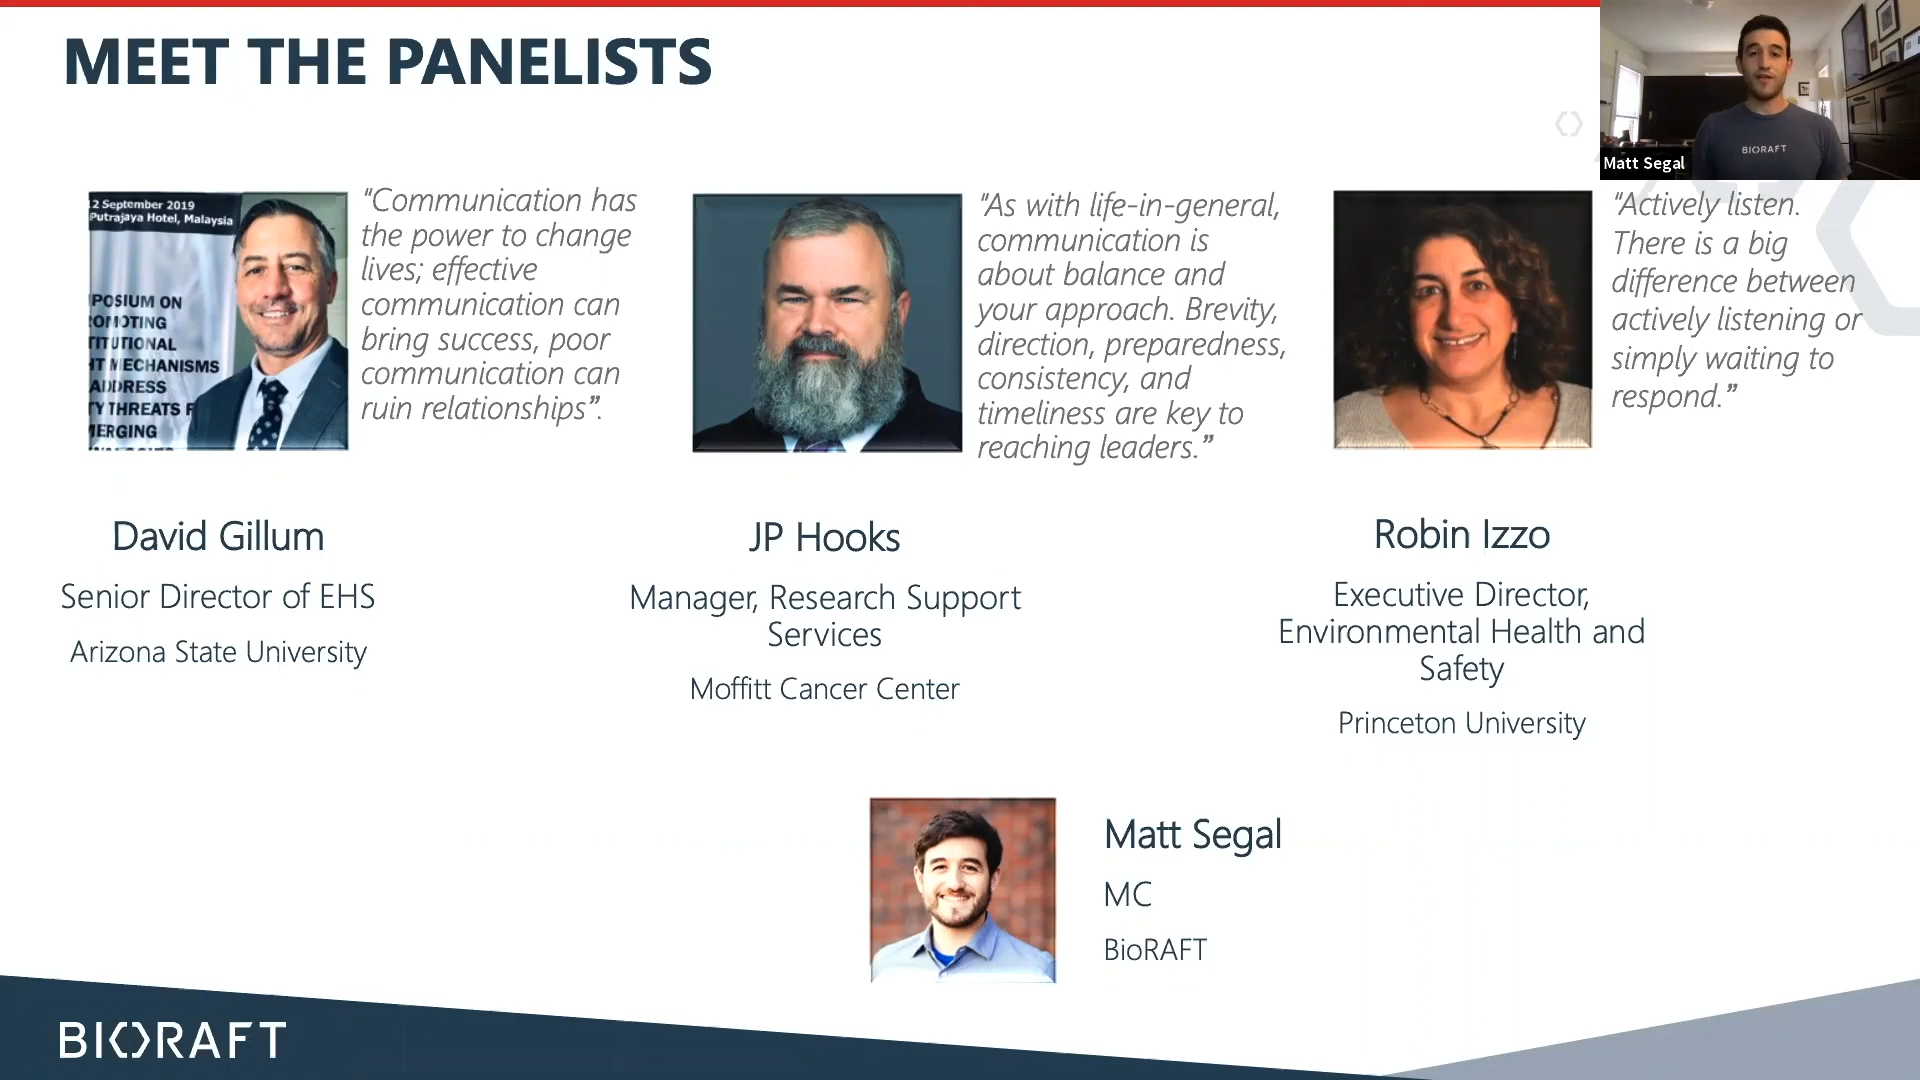 MEET THE PANELISTS
BIORAFT
Matt Segal
12 September 2019
Putrajaya Hotel, Malaysia
POSIUM ON
OMOTING
TITUTIONAL
HT MECHANISMS
ADDRESS
TY THREATS F
MERGING
“Communication has
the power to change
lives; effective
communication can
bring success, poor
communication can
ruin relationships”.
David Gillum
Senior Director of EHS
Arizona State University
“As with life-in-general,
communication is
about balance and
your approach. Brevity,
direction, preparedness,
consistency, and
timeliness are key to
reaching leaders.”
JP Hooks
Manager, Research Support
Services
Moffitt Cancer Center
“Actively listen.
There is a big
difference between
actively listening or
simply waiting to
respond.”
Robin Izzo
Executive Director,
Environmental Health and
Safety
Princeton University
Matt Segal
MC
BioRAFT
BIORAFT